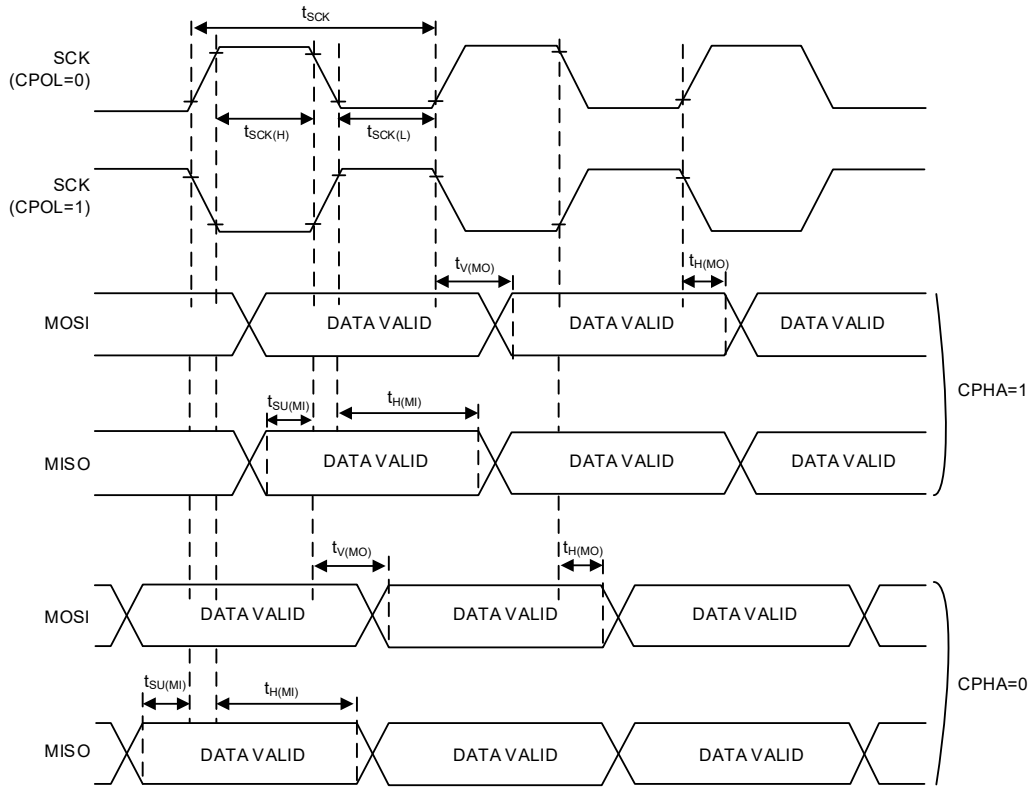 tSCK
SCK
(CPOL=0)
tSCK(H)
tSCK(L)
SCK
(CPOL=1)
tV(MO)
tH(MO)
MOSI
DATA VALID
DATA VALID
DATA VALID
CPHA=1
tSU(MI)
tH(MI)
MISO
DATA VALID
DATA VALID
DATA VALID
tV(MO)
tH(MO)
MOSI
DATA VALID
DATA VALID
DATA VALID
CPHA=0
tSU(MI)
tH(MI)
MISO
DATA VALID
DATA VALID
DATA VALID